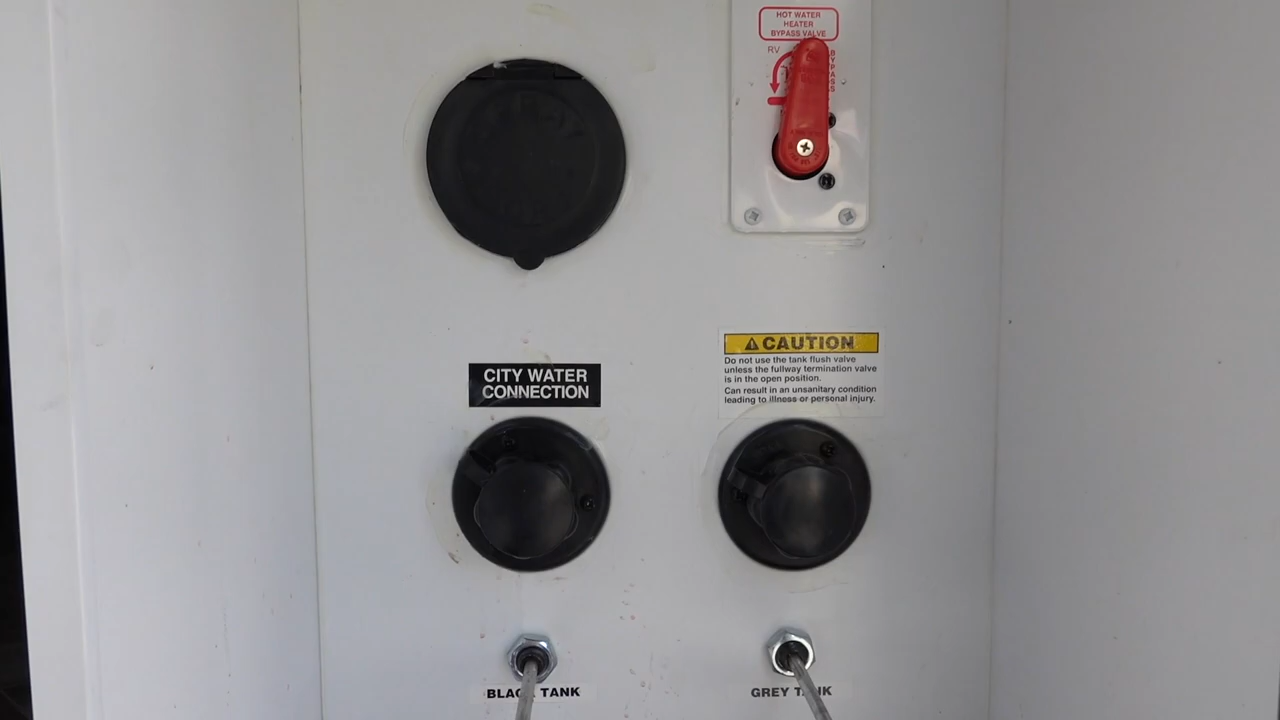 HOT WATER
HEATER
BYPASS VALVE
RV
BYPASS
CAUTION
Do not use the tank flush valve
unless the fullway termination valve
is in the open position.
Can result in an unsanitary condition
leading to illness or personal injury.
CITY WATER
CONNECTION
TANK
GREY